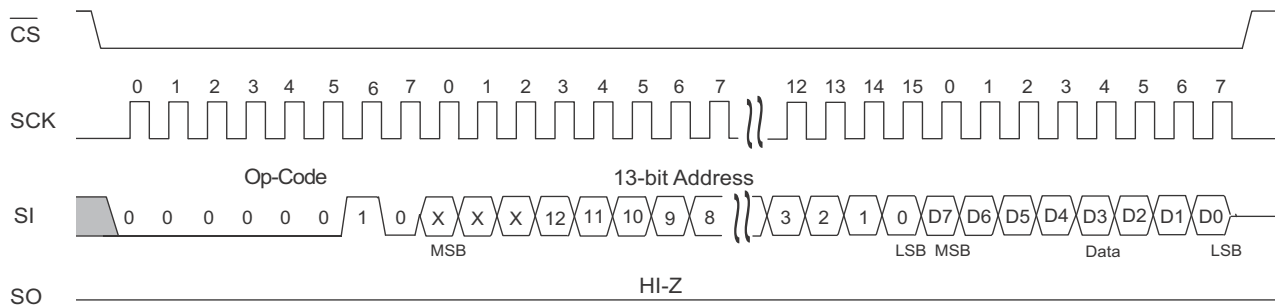 CS
0 1 2 3 4 5 6 7 0 1 2 3 4 5 6 7 12 13 14 15 0 1 2 3 4 5 6 7
SCK
Op-Code 13-bit Address
SI 0 0 0 0 0 0 1 0 X X X 12 11 10 9 8 3 2 1 0 D7 D6 D5 D4 D3 D2 D1 D0
MSB LSB MSB Data LSB
HI-Z
SO